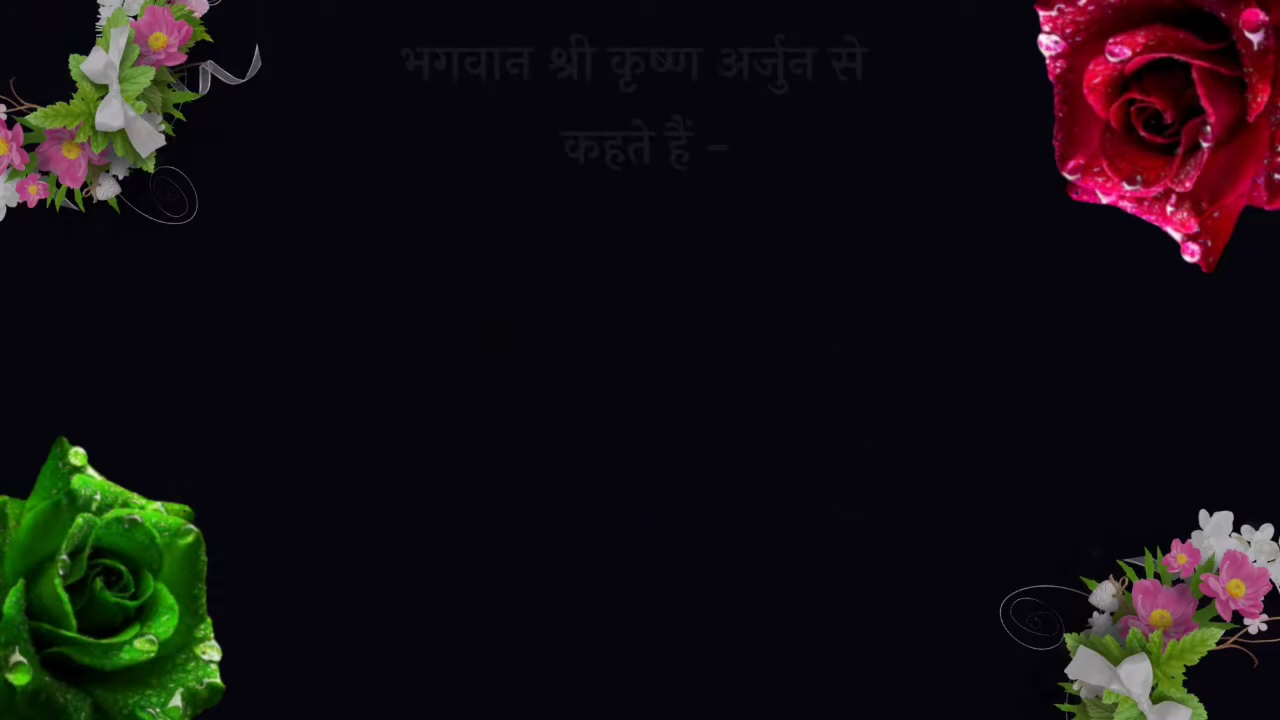 भगवान श्री कृष्ण अर्जुन से
कहते हैं –